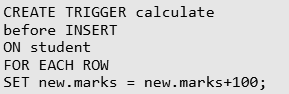 CREATE TRIGGER calculate
before INSERT
ON student
FOR EACH ROW
SET new.marks = new.marks+100;